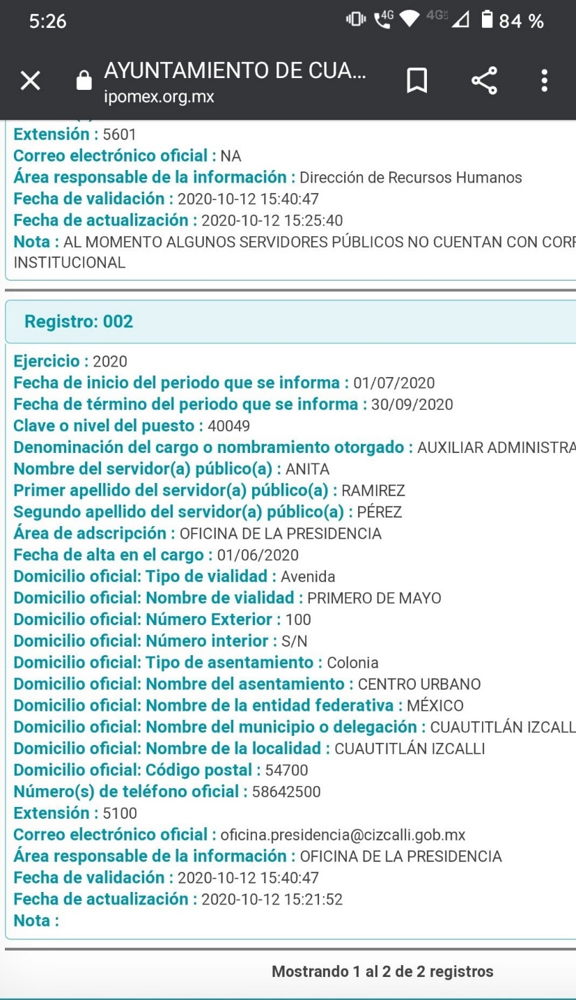 5:26 4G 4G 84 %
AYUNTAMIENTO DE CUA...
ipomex.org.mx
Extensión : 5601
Correo electrónico oficial : NA
Área responsable de la información : Dirección de Recursos Humanos
Fecha de validación : 2020-10-12 15:40:47
Fecha de actualización : 2020-10-12 15:25:40
Nota : AL MOMENTO ALGUNOS SERVIDORES PÚBLICOS NO CUENTAN CON
INSTITUCIONAL
Registro: 002
Ejercicio : 2020
Fecha de inicio del periodo que se informa : 01/07/2020
Fecha de término del periodo que se informa : 30/09/2020
Clave o nivel del puesto : 40049
Denominación del cargo o nombramiento otorgado : AUXILIAR ADMINISTRA
Nombre del servidor(a) público(a) : ANITA
Primer apellido del servidor(a) público(a) : RAMIREZ
Segundo apellido del servidor(a) público(a) : PÉREZ
Área de adscripción : OFICINA DE LA PRESIDENCIA
Fecha de alta en el cargo : 01/06/2020
Domicilio oficial: Tipo de vialidad : Avenida
Domicilio oficial: Nombre de vialidad : PRIMERO DE MAYO
Domicilio oficial: Número Exterior : 100
Domicilio oficial: Número interior : S/N
Domicilio oficial: Tipo de asentamiento : Colonia
Domicilio oficial: Nombre del asentamiento : CENTRO URBANO
Domicilio oficial: Nombre de la entidad federativa : MÉXICO
Domicilio oficial: Nombre del municipio o delegación : CUAUTITLÁN IZCALL
Domicilio oficial: Nombre de la localidad : CUAUTITLÁN IZCALLI
Domicilio oficial: Código postal : 54700
Número(s) de teléfono oficial : 58642500
Extensión : 5100
Correo electrónico oficial : oficina.presidencia@cizcalli.gob.mx
Área responsable de la información : OFICINA DE LA PRESIDENCIA
Fecha de validación : 2020-10-12 15:40:47
Fecha de actualización : 2020-10-12 15:21:52
Nota :
Mostrando 1 al 2 de 2 registros